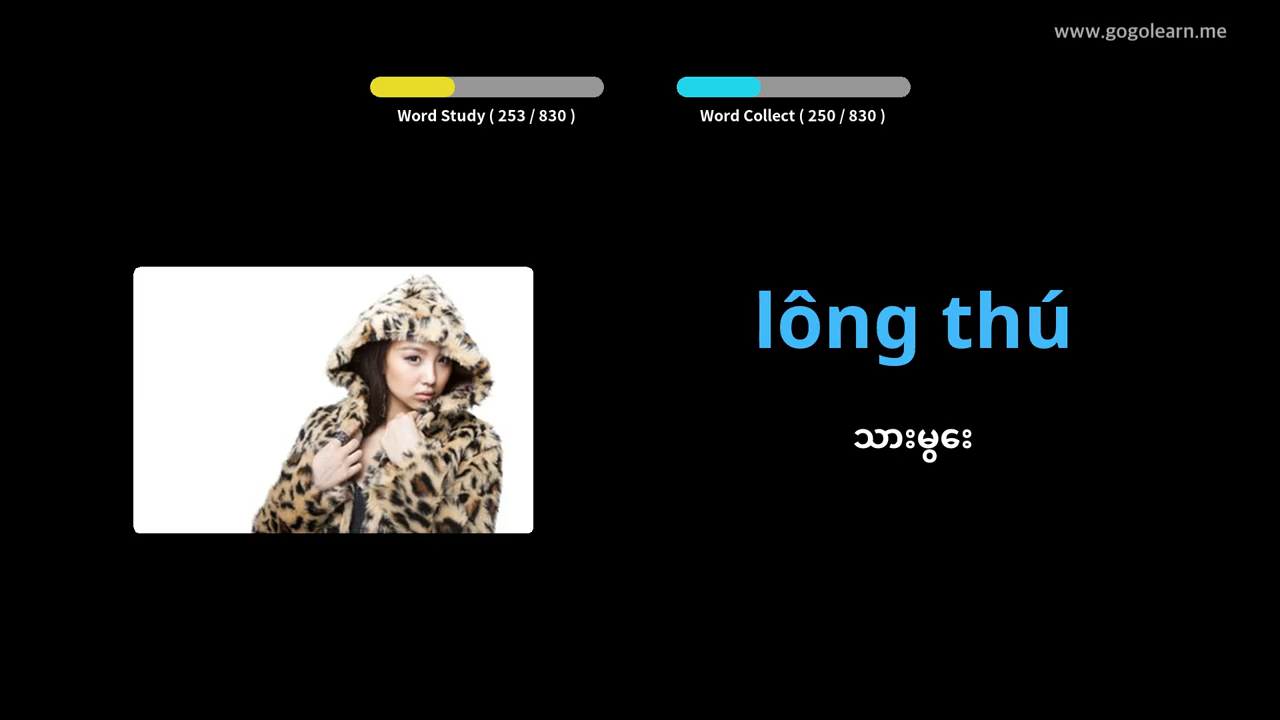 www.gogolearn.me
Word Study ( 253 / 830 )
Word Collect ( 250 / 830 )
lông thú
သားမွေး